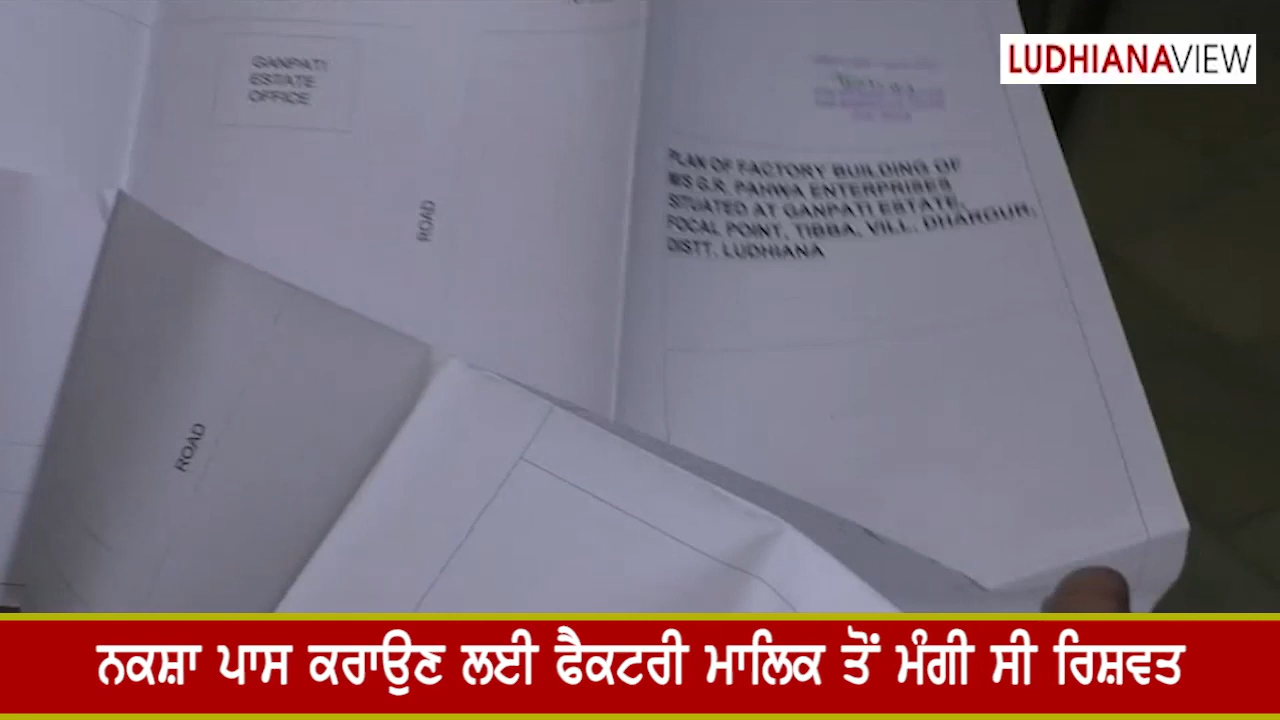 LUDHIANAVIEW
GANPATI
ESTATE
OFFICE
ROAD
PLAN OF FACTORY BUILDING OF
M/S G.R. PAHWA ENTERPRISES
SITUATED AT GANPATI ESTATE,
FOCAL POINT, TIBBA, VILL.
DISTT. LUDHIANA
ROAD
ਨਕਸ਼ਾ ਪਾਸ ਕਰਾਉਣ ਲਈ ਫੈਕਟਰੀ ਮਾਲਿਕ ਤੋਂ ਮੰਗੀ ਸੀ ਰਿਸ਼ਵਤ